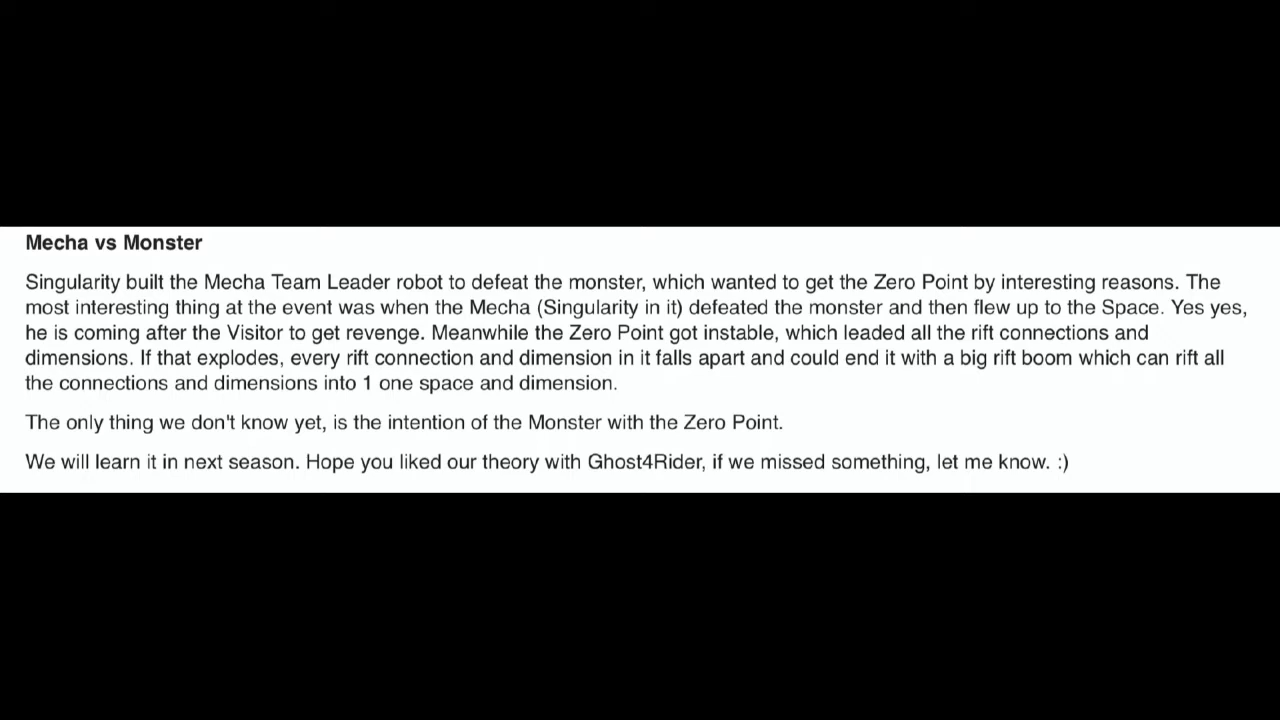 Mecha vs Monster
Singularity built the Mecha Team Leader robot to defeat the monster, which wanted to get the Zero Point by interesting reasons. The
most interesting thing at the event was when the Mecha (Singularity in it) defeated the monster and then flew up to the Space. Yes yes,
he is coming after the Visitor to get revenge. Meanwhile the Zero Point got instable, which leaded all the rift connections and
dimensions. If that explodes, every rift connection and dimension in it falls apart and could end it with a big rift boom which can rift all
the connections and dimensions into 1 one space and dimension.
The only thing we don't know yet, is the intention of the Monster with the Zero Point.
We will learn it in next season. Hope you liked our theory with Ghost4Rider, if we missed something, let me know. :)